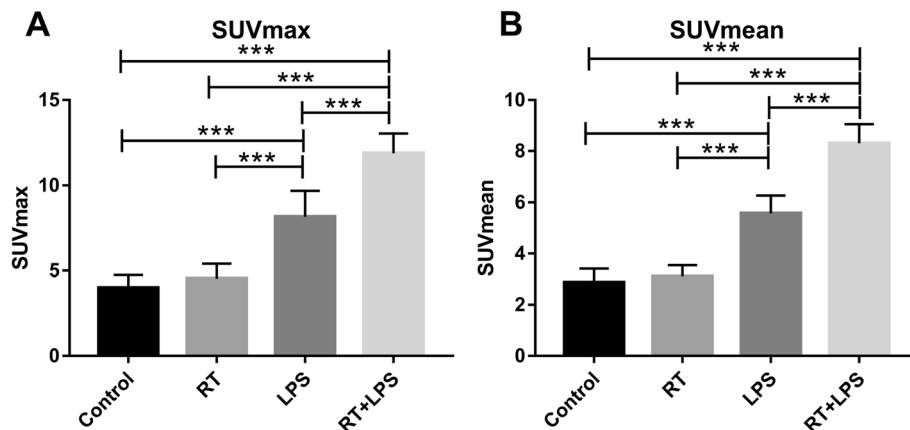 A
SUVmax
***
***
***
***
***
SUVmax
15
10
5
0
Control
RT
LPS
RT+LPS
B
SUVmean
***
***
***
***
***
SUVmean
10
8
6
4
2
0
Control
RT
LPS
RT+LPS